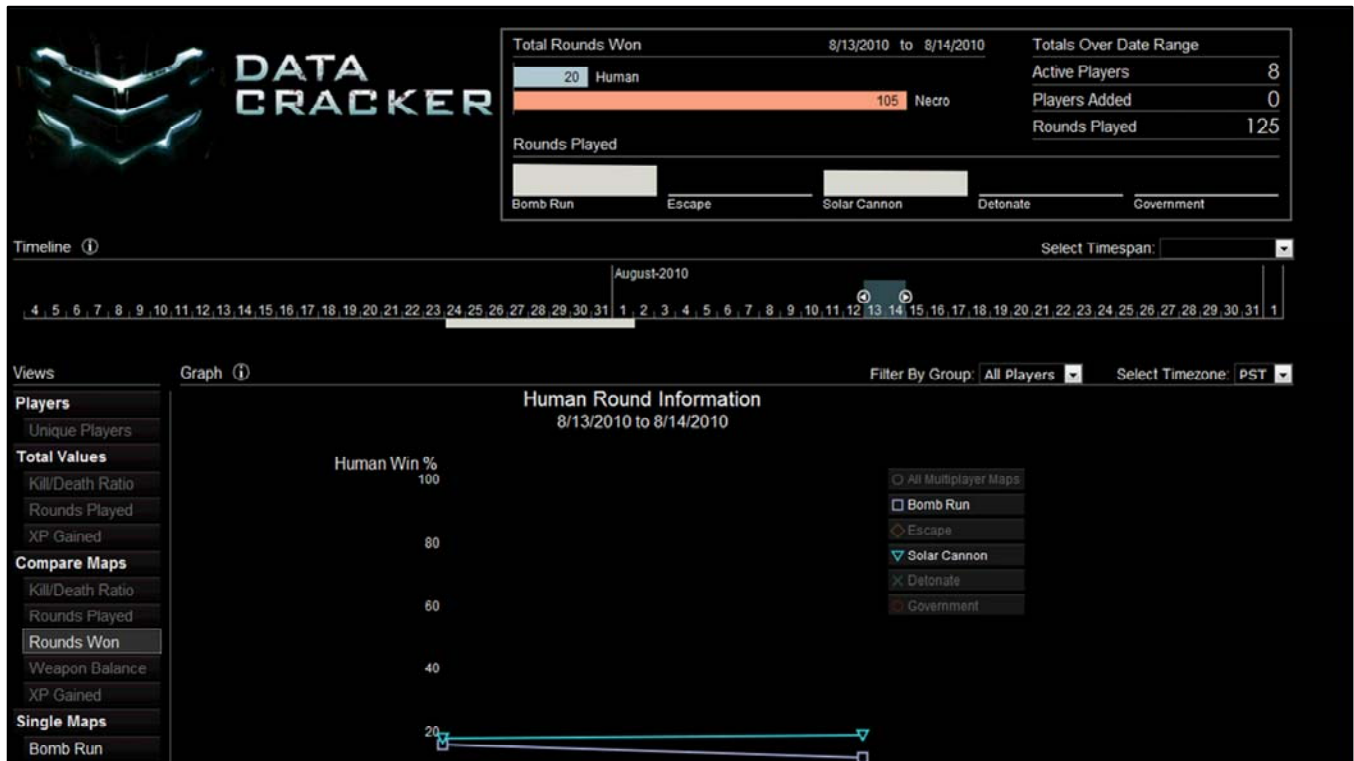 DATA
CRACKER
Total Rounds Won 8/13/2010 to 8/14/2010
20 Human
105 Necro
Rounds Played
Bomb Run Escape Solar Cannon Detonate Government
Totals Over Date Range
Active Players 8
Players Added 0
Rounds Played 125
Timeline
Select Timespan:
August-2010
4 5 6 7 8 9 10 11 12 13 14 15 16 17 18 19 20 21 22 23 24 25 26 27 28 29 30 31 1 2 3 4 5 6 7 8 9 10 11 12 13 14 15 16 17 18 19 20 21 22 23 24 25 26 27 28 29 30 31 1
Views
Players
Unique Players
Total Values
Kill/Death Ratio
Rounds Played
XP Gained
Compare Maps
Kill/Death Ratio
Rounds Played
Rounds Won
Weapon Balance
XP Gained
Single Maps
Bomb Run
Graph
Filter By Group: All Players
Select Timezone: PST
Human Round Information
8/13/2010 to 8/14/2010
Human Win %
100
80
60
40
20
All Multiplayer Maps
Bomb Run
Escape
Solar Cannon
Detonate
Government